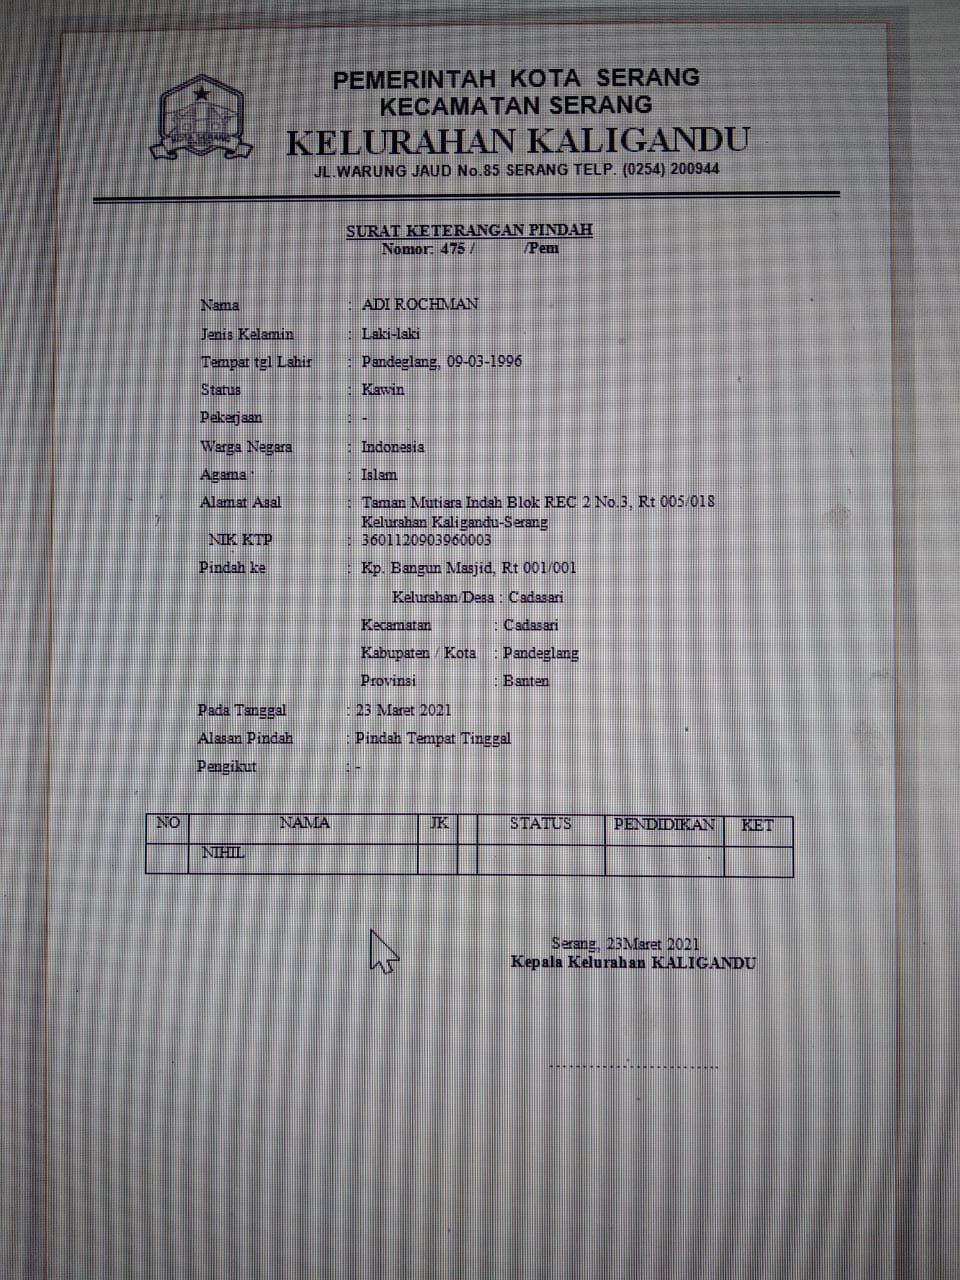 PEMERINTAH KOTA SERANG
KECAMATAN SERANG
KELURAHAN KALIGANDU
JL.WARUNG JAUD No.85 SERANG TELP. (0254) 200944
KOTA SERANG
SURAT KETERANGAN PINDAH
Nomor: 475 / /Pem
Nama : ADI ROCHMAN
Jenis Kelamin : Laki-laki
Tempat tgl Lahir : Pandeglang, 09-03-1996
Status : Kawin
Pekerjaan : -
Warga Negara : Indonesia
Agama : Islam
Alamat Asal : Taman Mutiara Indah Blok REC 2 No.3, Rt 005/018
Kelurahan Kaligandu-Serang
NIK KTP : 3601120903960003
Pindah ke : Kp. Bangun Masjid, Rt 001/001
Kelurahan/Desa : Cadasari
Kecamatan : Cadasari
Kabupaten / Kota : Pandeglang
Provinsi : Banten
Pada Tanggal : 23 Maret 2021
Alasan Pindah : Pindah Tempat Tinggal
Pengikut : -
NO NAMA JK STATUS PENDIDIKAN KET
NIHIL
Serang, 23Maret 2021
Kepala Kelurahan KALIGANDU
..............................